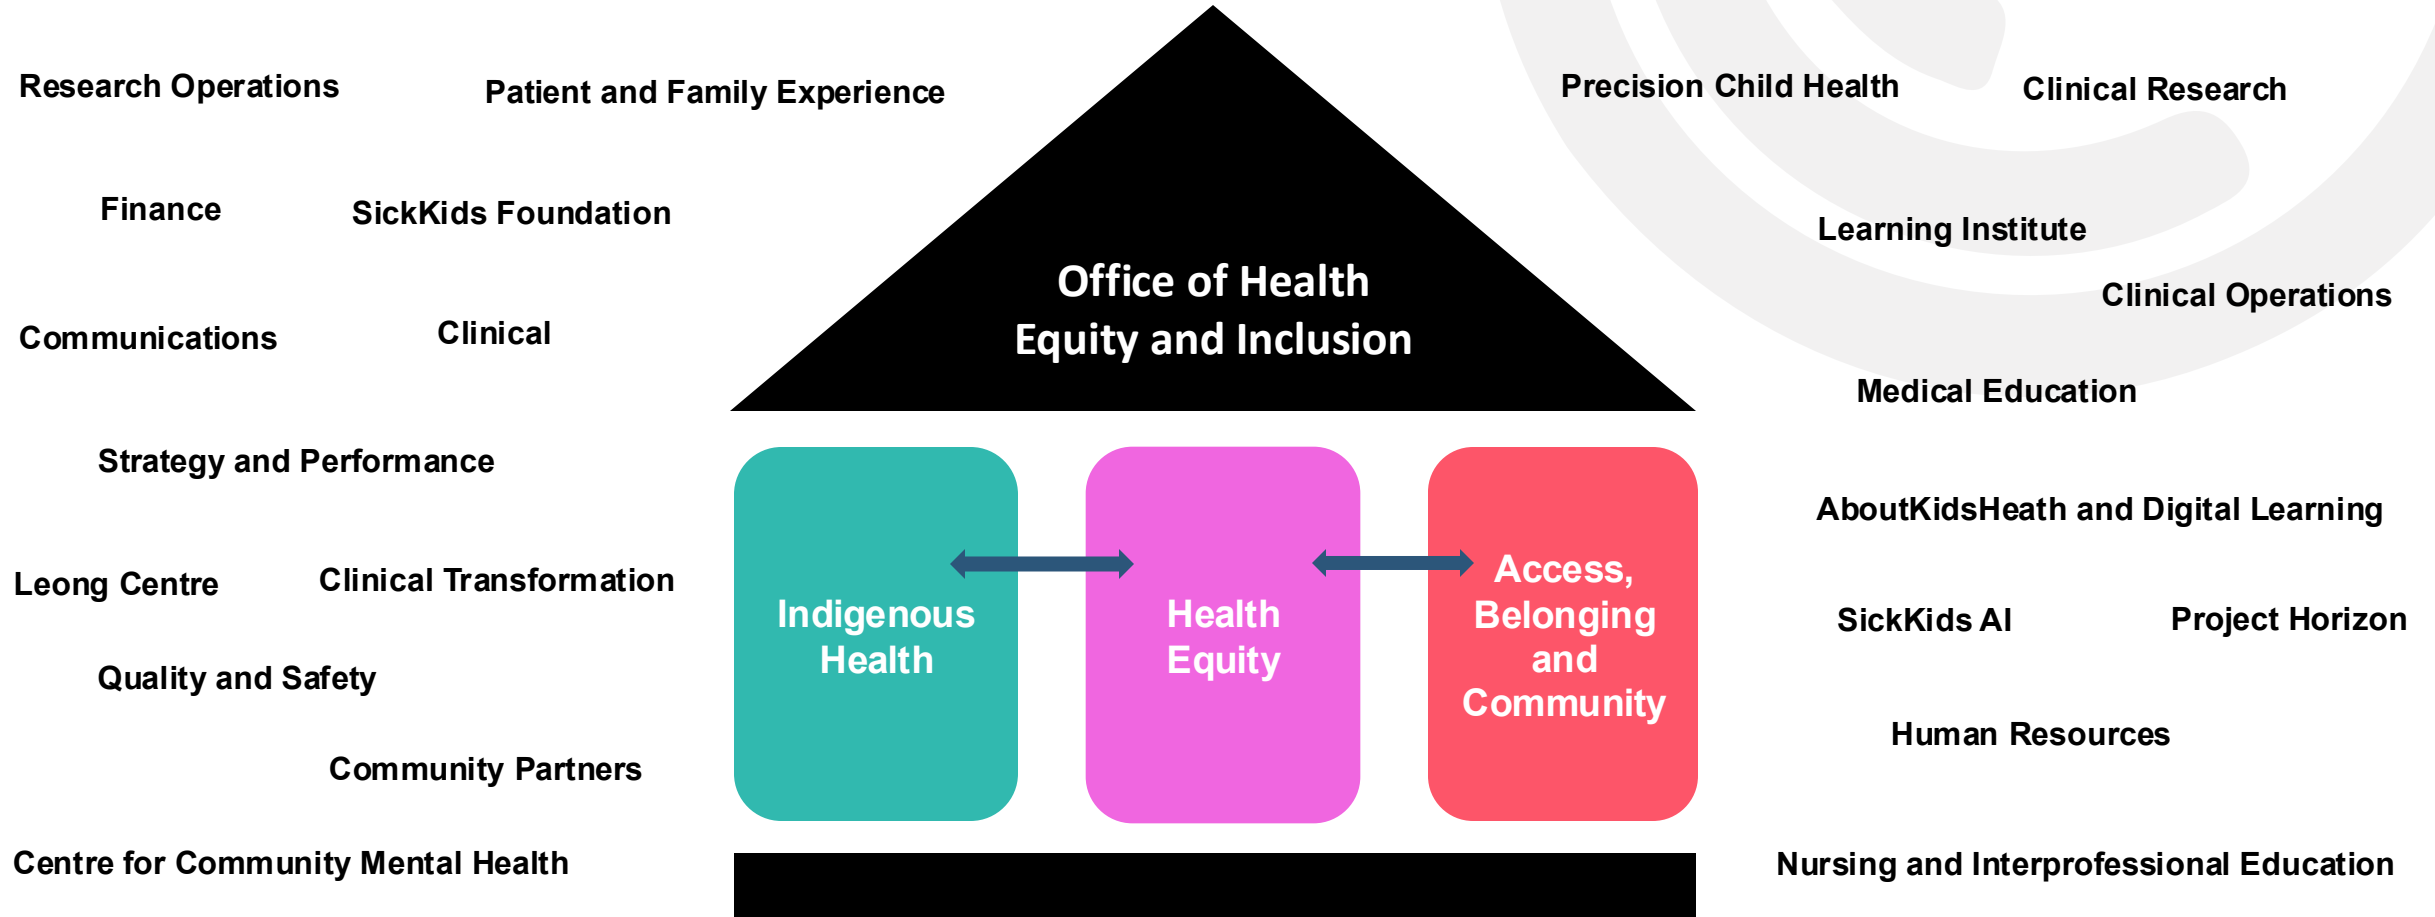 Research Operations
Patient and Family Experience
Finance
SickKids Foundation
Communications
Clinical
Strategy and Performance
Leong Centre
Clinical Transformation
Quality and Safety
Community Partners
Centre for Community Mental Health
Office of Health
Equity and Inclusion
Indigenous
Health
Health
Equity
Access,
Belonging
and
Community
Precision Child Health
Clinical Research
Learning Institute
Clinical Operations
Medical Education
AboutKidsHeath and Digital Learning
SickKids AI
Project Horizon
Human Resources
Nursing and Interprofessional Education